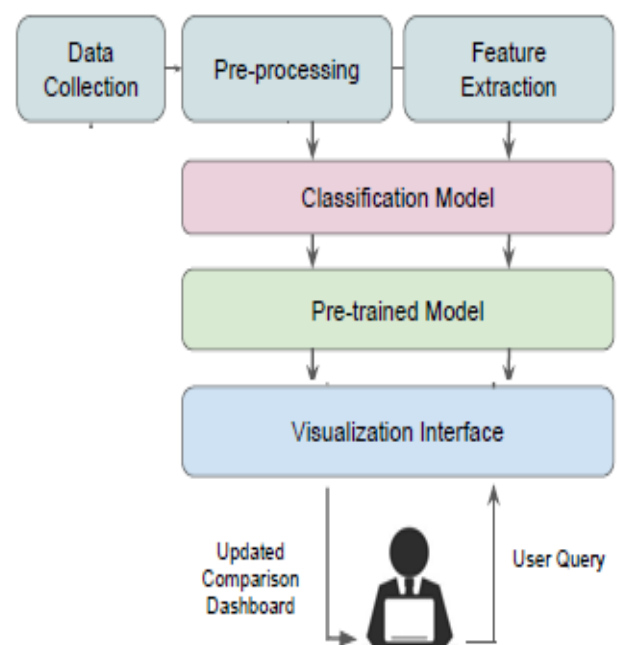 Data
Collection
Pre-processing
Feature
Extraction
Classification Model
Pre-trained Model
Visualization Interface
Updated
Comparison
Dashboard
User Query